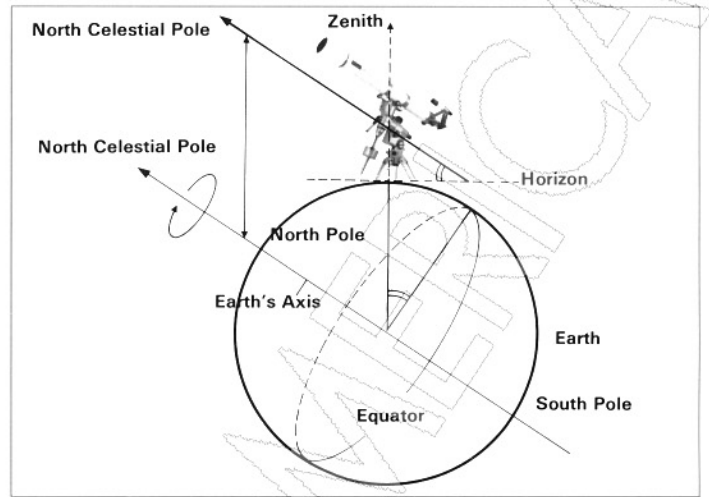 Zenith
North Celestial Pole
North Celestial Pole
Horizon
North Pole
Earth's Axis
Earth
South Pole
Equator